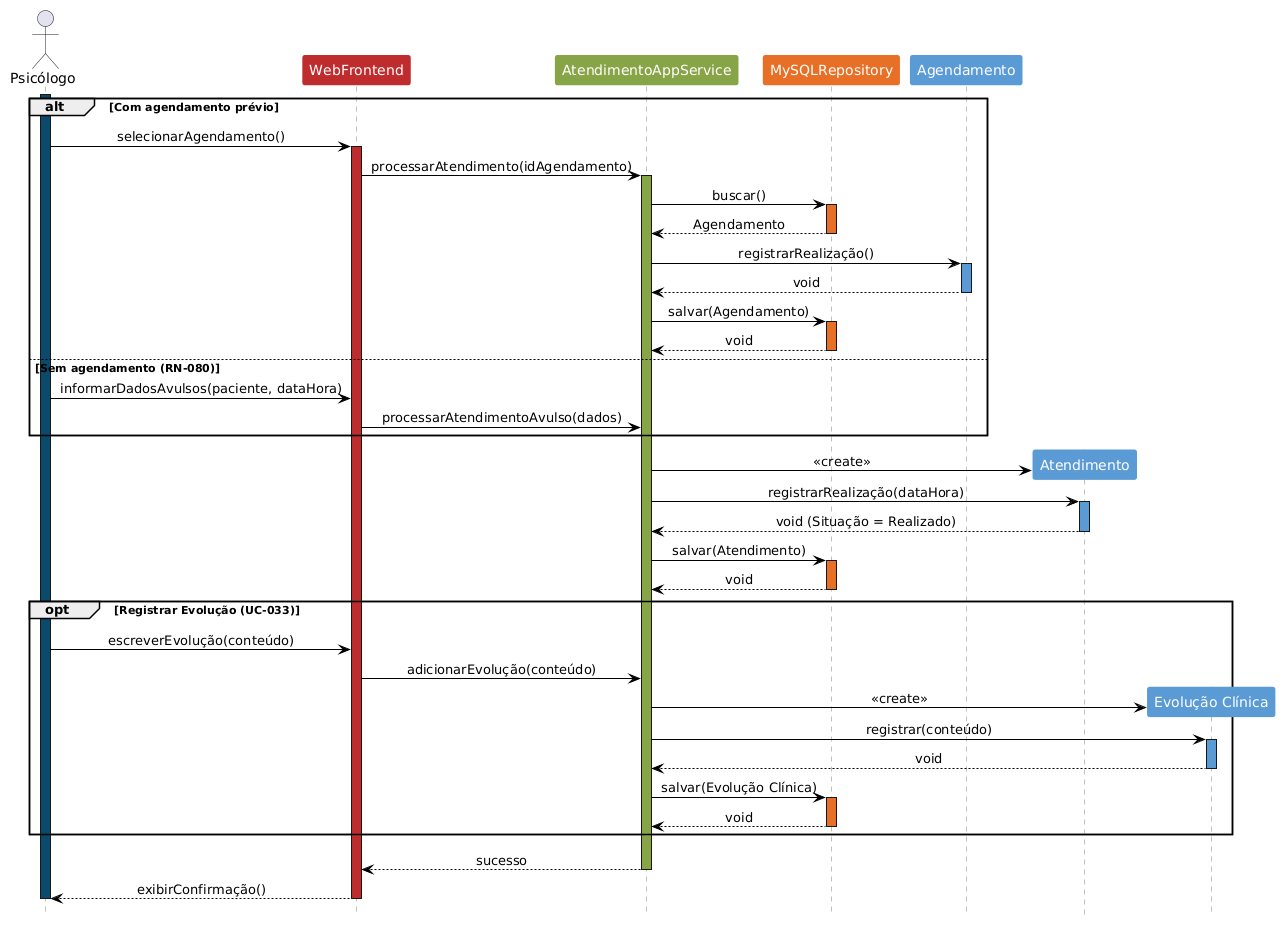 Psicólogo
WebFrontend
AtendimentoAppService
MySQLRepository
Agendamento
alt
[Com agendamento prévio]
selecionarAgendamento()
processarAtendimento(idAgendamento)
buscar()
Agendamento
registrarRealização()
void
salvar(Agendamento)
void
[Sem agendamento (RN-080)]
informarDadosAvulsos(paciente, dataHora)
processarAtendimentoAvulso(dados)
«create»
Atendimento
registrarRealização(dataHora)
void (Situação = Realizado)
salvar(Atendimento)
void
opt
[Registrar Evolução (UC-033)]
escreverEvolução(conteúdo)
adicionarEvolução(conteúdo)
«create»
Evolução Clínica
registrar(conteúdo)
void
salvar(Evolução Clínica)
void
sucesso
exibirConfirmação()